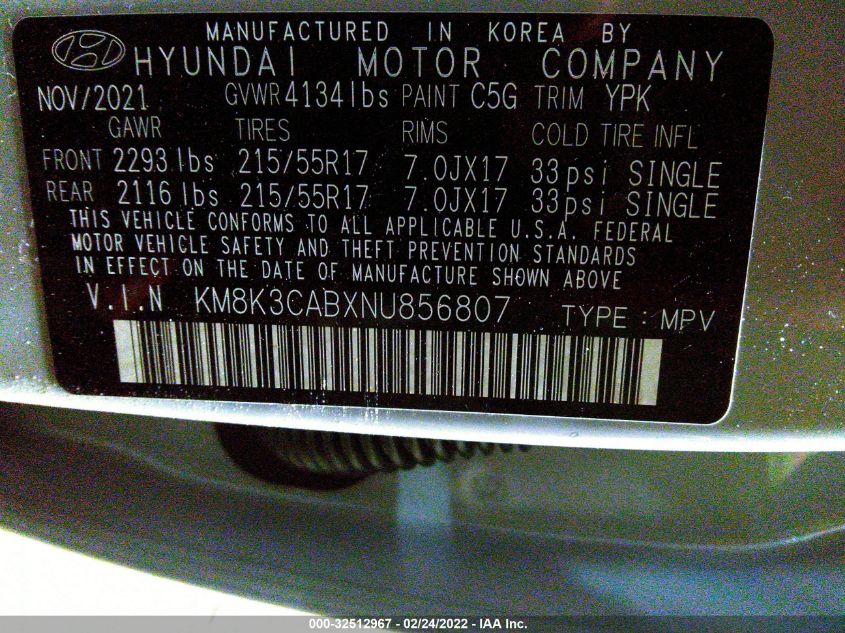 MANUFACTURED IN KOREA BY
HYUNDAI MOTOR COMPANY
NOV/2021 GVWR 4134lbs PAINT C5G TRIM YPK
GAWR TIRES RIMS COLD TIRE INFL
FRONT 2293 lbs 215/55R17 7.0JX17 33psi SINGLE
REAR 2116 lbs 215/55R17 7.0JX17 33psi SINGLE
THIS VEHICLE CONFORMS TO ALL APPLICABLE U.S.A. FEDERAL
MOTOR VEHICLE SAFETY AND THEFT PREVENTION STANDARDS
IN EFFECT ON THE DATE OF MANUFACTURE SHOWN ABOVE
V.I.N KM8K3CABXNU856807 TYPE : MPV
000-32512967 - 02/24/2022 - IAA Inc.